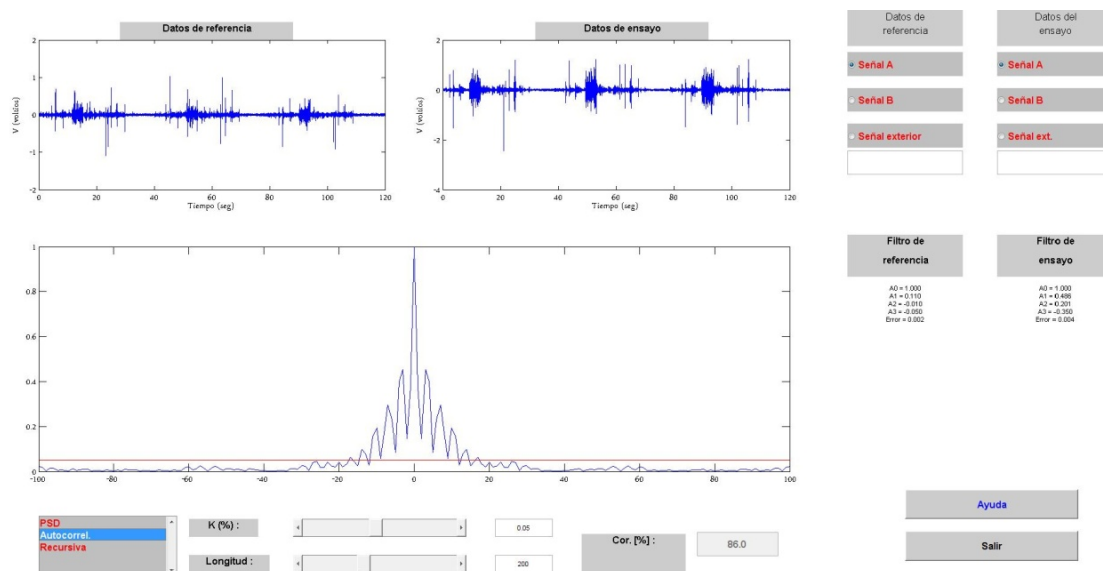 Datos de referencia
2
1
0
-1
-2
V (voltios)
0 20 40 60 80 100 120
Tiempo (seg)
Datos de ensayo
2
0
-2
-4
V (voltios)
0 20 40 60 80 100 120
Tiempo (seg)
Datos de
referencia
Señal A
Señal B
Señal exterior
Datos del
ensayo
Señal A
Señal B
Señal ext.
1
0.8
0.6
0.4
0.2
0
-100 -80 -60 -40 -20 0 20 40 60 80 100
Filtro de
referencia
A0 = 1.000
A1 = 0.110
A2 = -0.010
A3 = -0.050
Error = 0.002
Filtro de
ensayo
A0 = 1.000
A1 = 0.486
A2 = 0.201
A3 = -0.350
Error = 0.004
PSD
Autocorrel.
Recursiva
K (%) :
0.05
Longitud :
200
Cor. [%] :
86.0
Ayuda
Salir